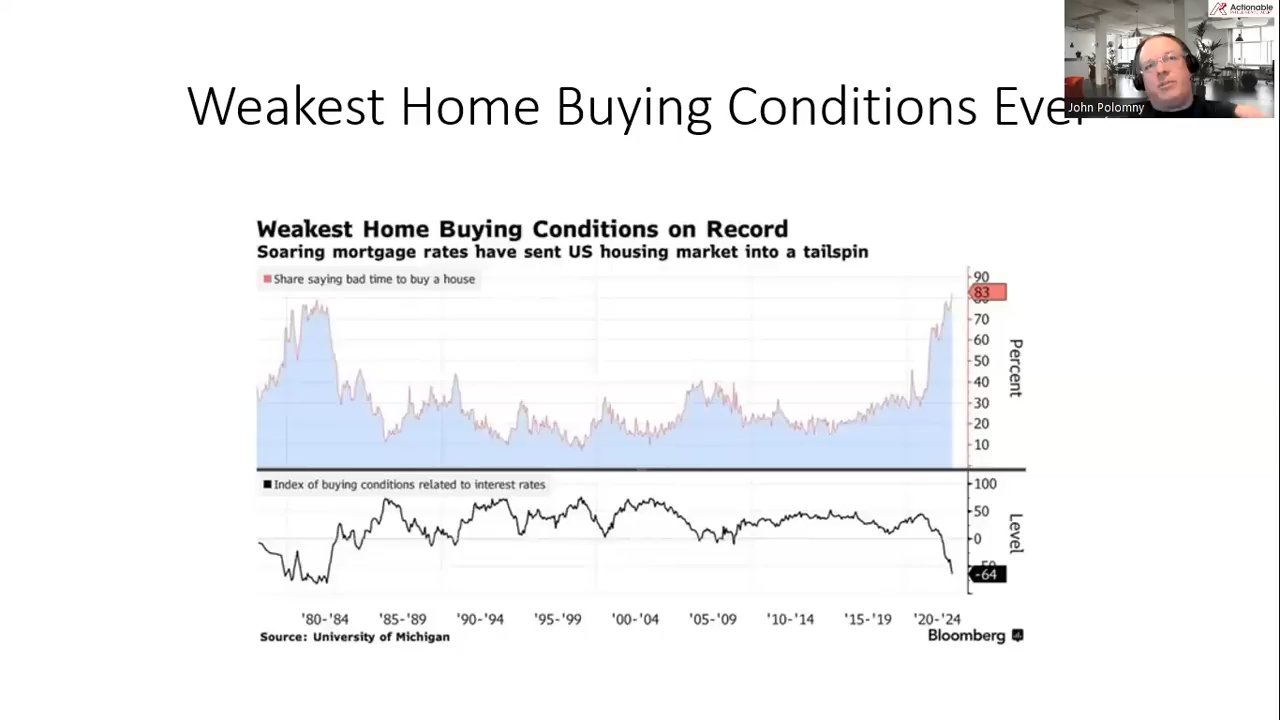 Actionable
John Polomny
Weakest Home Buying Conditions Ever
Weakest Home Buying Conditions on Record
Soaring mortgage rates have sent US housing market into a tailspin
Share saying bad time to buy a house
90
83
70
60
50
40
30
20
10
Percent
Index of buying conditions related to interest rates
100
50
0
-64
Level
'80-'84 '85-'89 '90-'94 '95-'99 '00-'04 '05-'09 '10-'14 '15-'19 '20-'24
Source: University of Michigan
Bloomberg